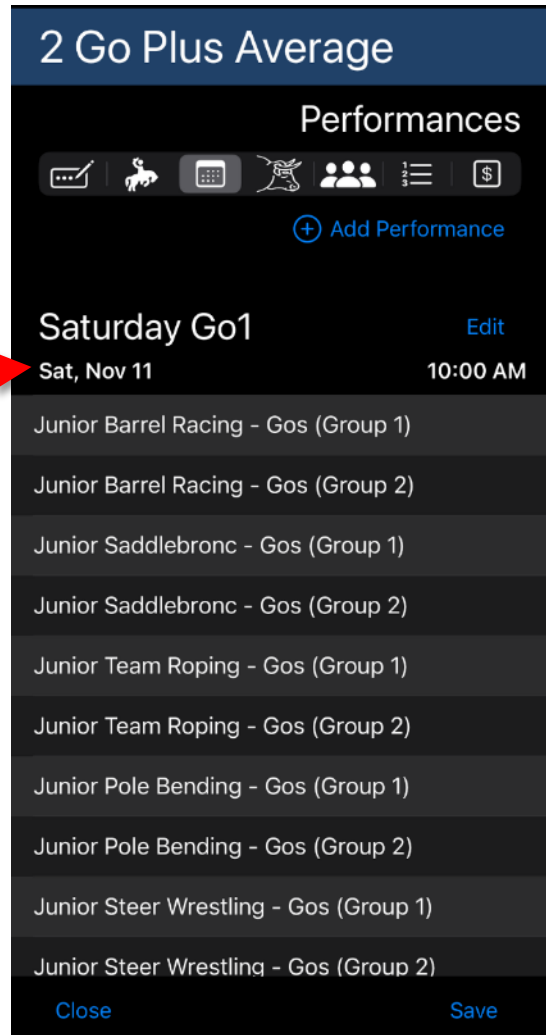 2 Go Plus Average
Performances
Add Performance
Saturday Go1 Edit
Sat, Nov 11 10:00 AM
Junior Barrel Racing - Gos (Group 1)
Junior Barrel Racing - Gos (Group 2)
Junior Saddlebronc - Gos (Group 1)
Junior Saddlebronc - Gos (Group 2)
Junior Team Roping - Gos (Group 1)
Junior Team Roping - Gos (Group 2)
Junior Pole Bending - Gos (Group 1)
Junior Pole Bending - Gos (Group 2)
Junior Steer Wrestling - Gos (Group 1)
Junior Steer Wrestling - Gos (Group 2)
Close Save